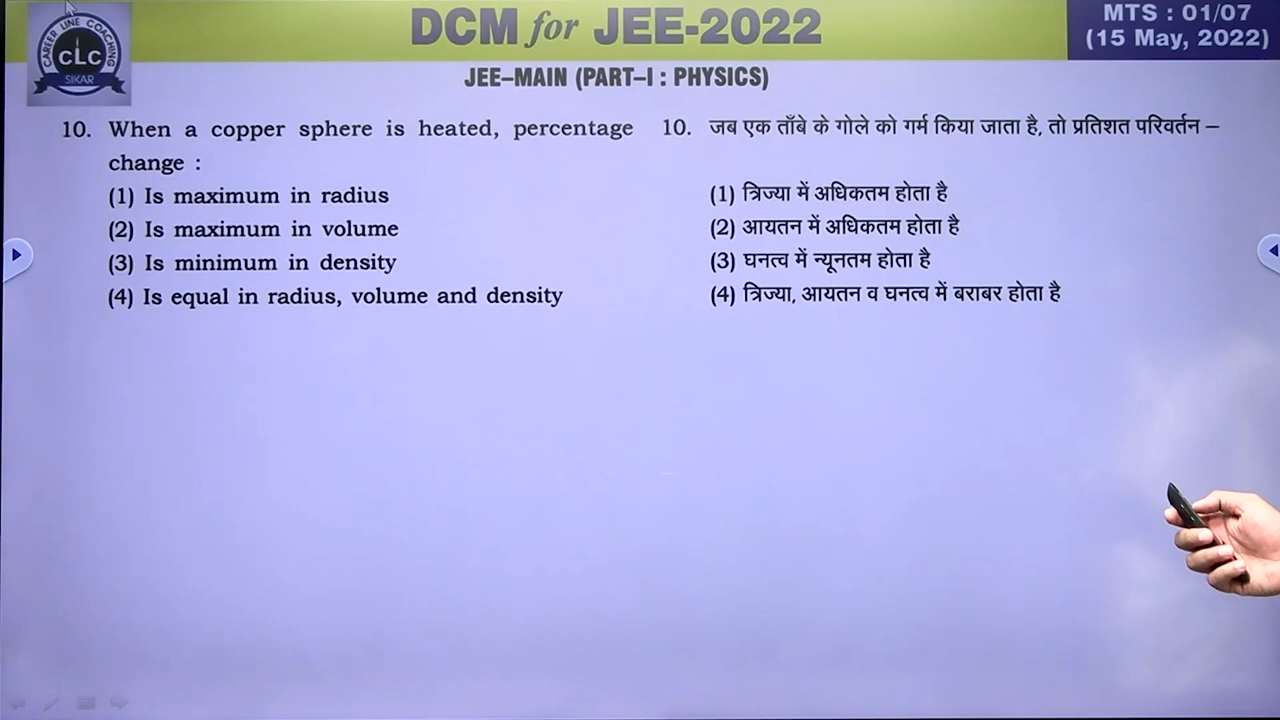 CAREER LINE COACHING
CLC
SIKAR
DCM for JEE-2022
MTS : 01/07
(15 May, 2022)
JEE–MAIN (PART–I : PHYSICS)
10. When a copper sphere is heated, percentage
change :
(1) Is maximum in radius
(2) Is maximum in volume
(3) Is minimum in density
(4) Is equal in radius, volume and density
10. जब एक ताँबे के गोले को गर्म किया जाता है, तो प्रतिशत परिवर्तन –
(1) त्रिज्या में अधिकतम होता है
(2) आयतन में अधिकतम होता है
(3) घनत्व में न्यूनतम होता है
(4) त्रिज्या, आयतन व घनत्व में बराबर होता है